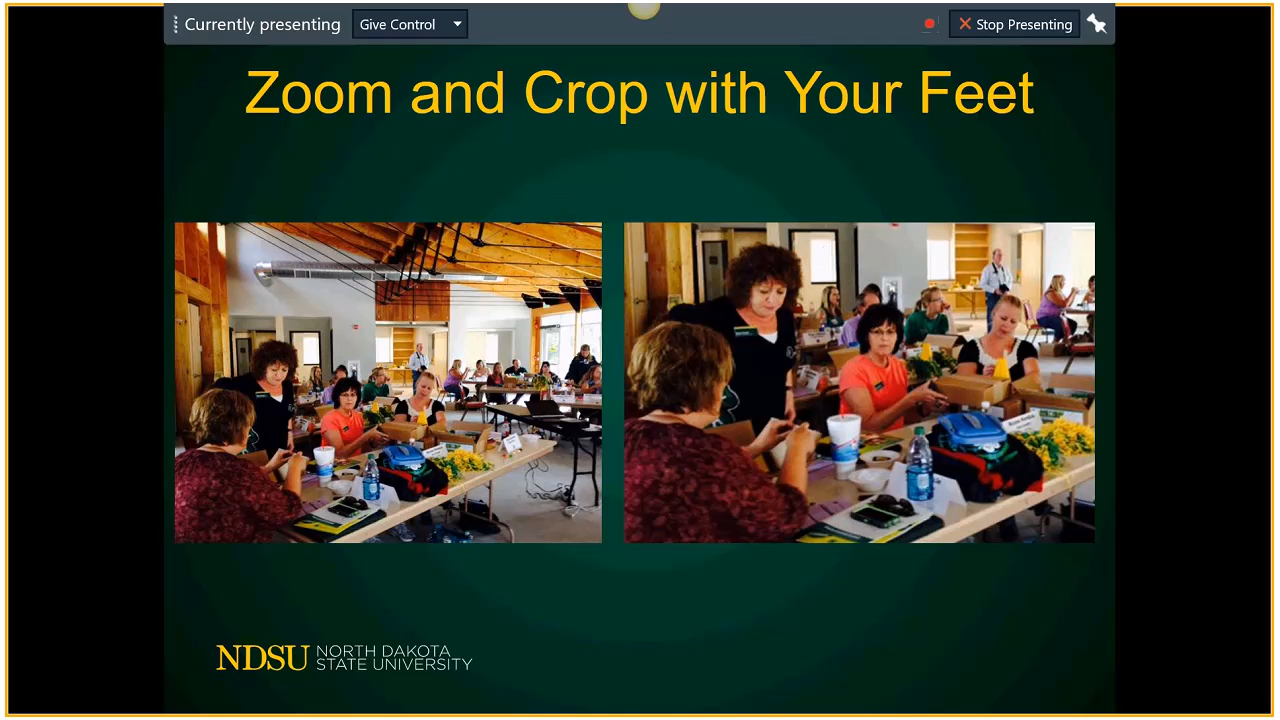 Currently presenting
Give Control
Stop Presenting
Zoom and Crop with Your Feet
NDSU NORTH DAKOTA
STATE UNIVERSITY